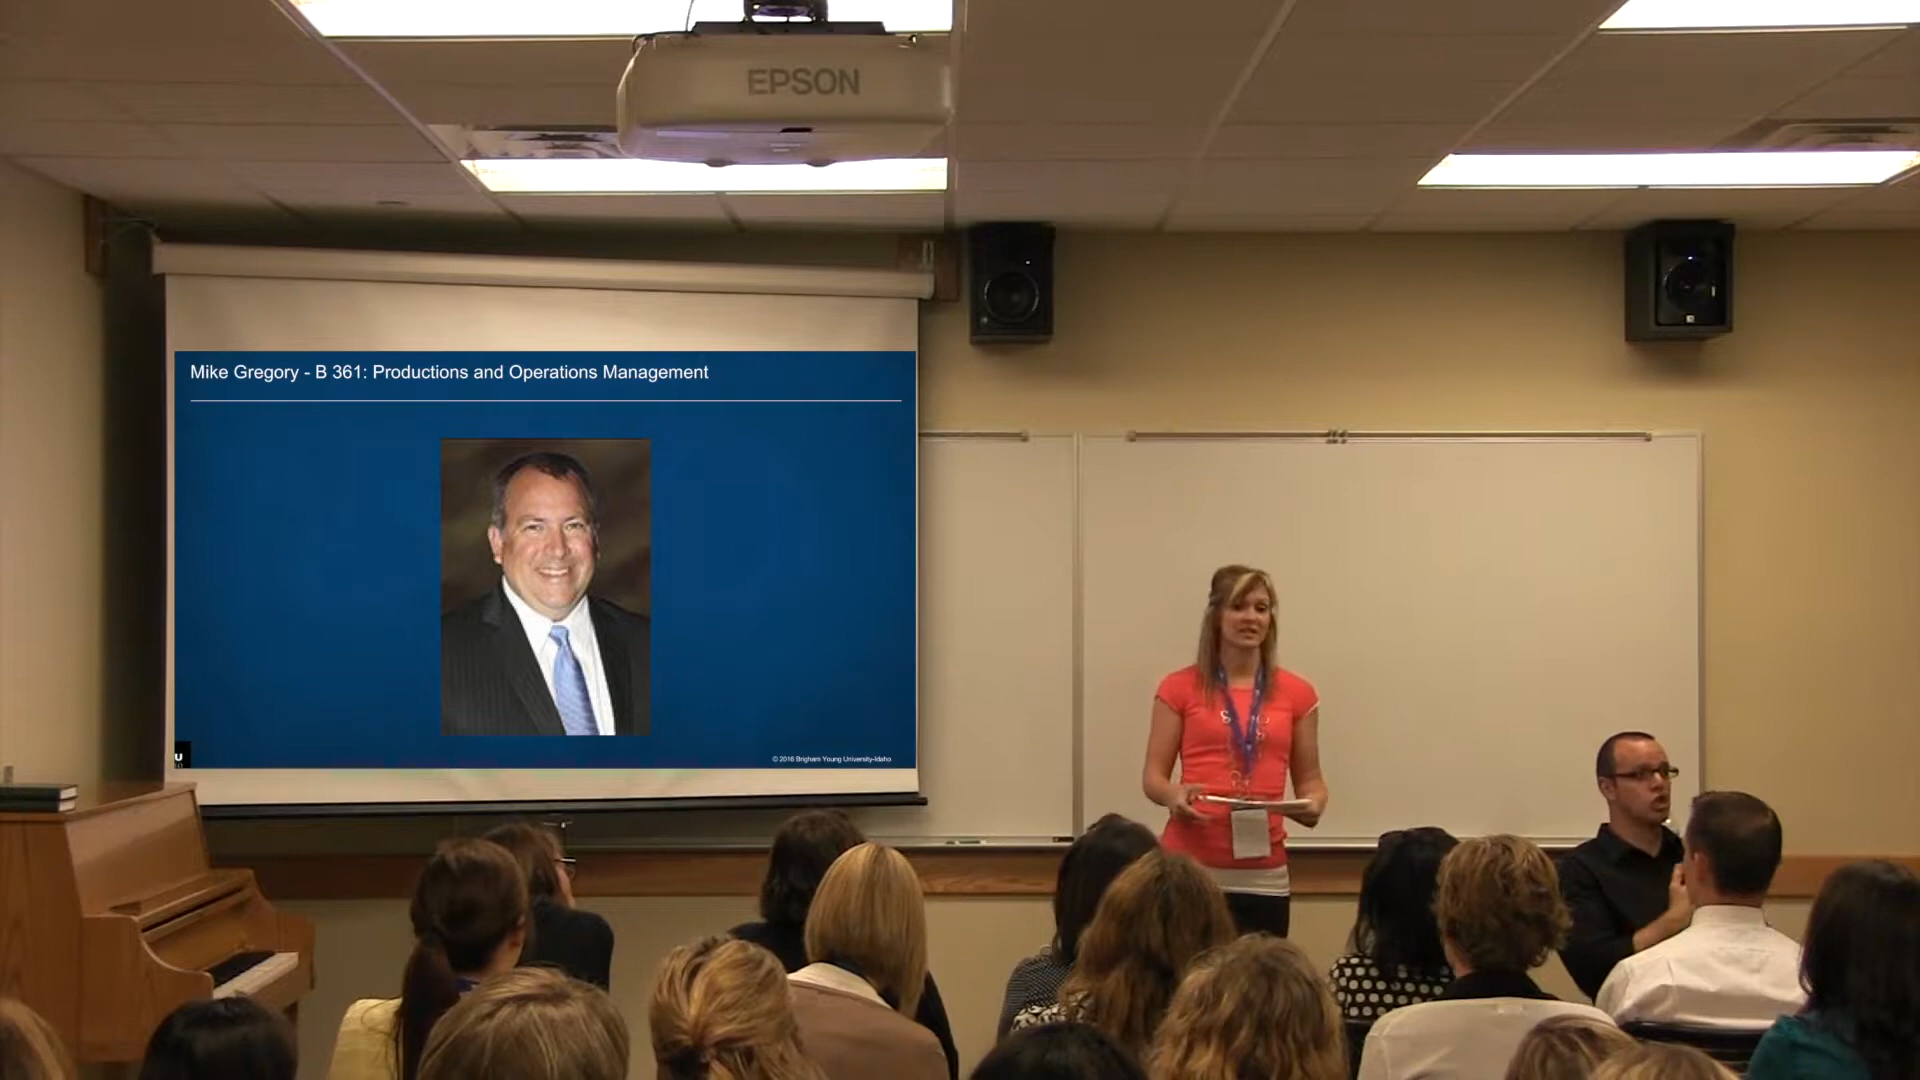 EPSON
Mike Gregory - B 361: Productions and Operations Management
U
© 2016 Brigham Young University-Idaho